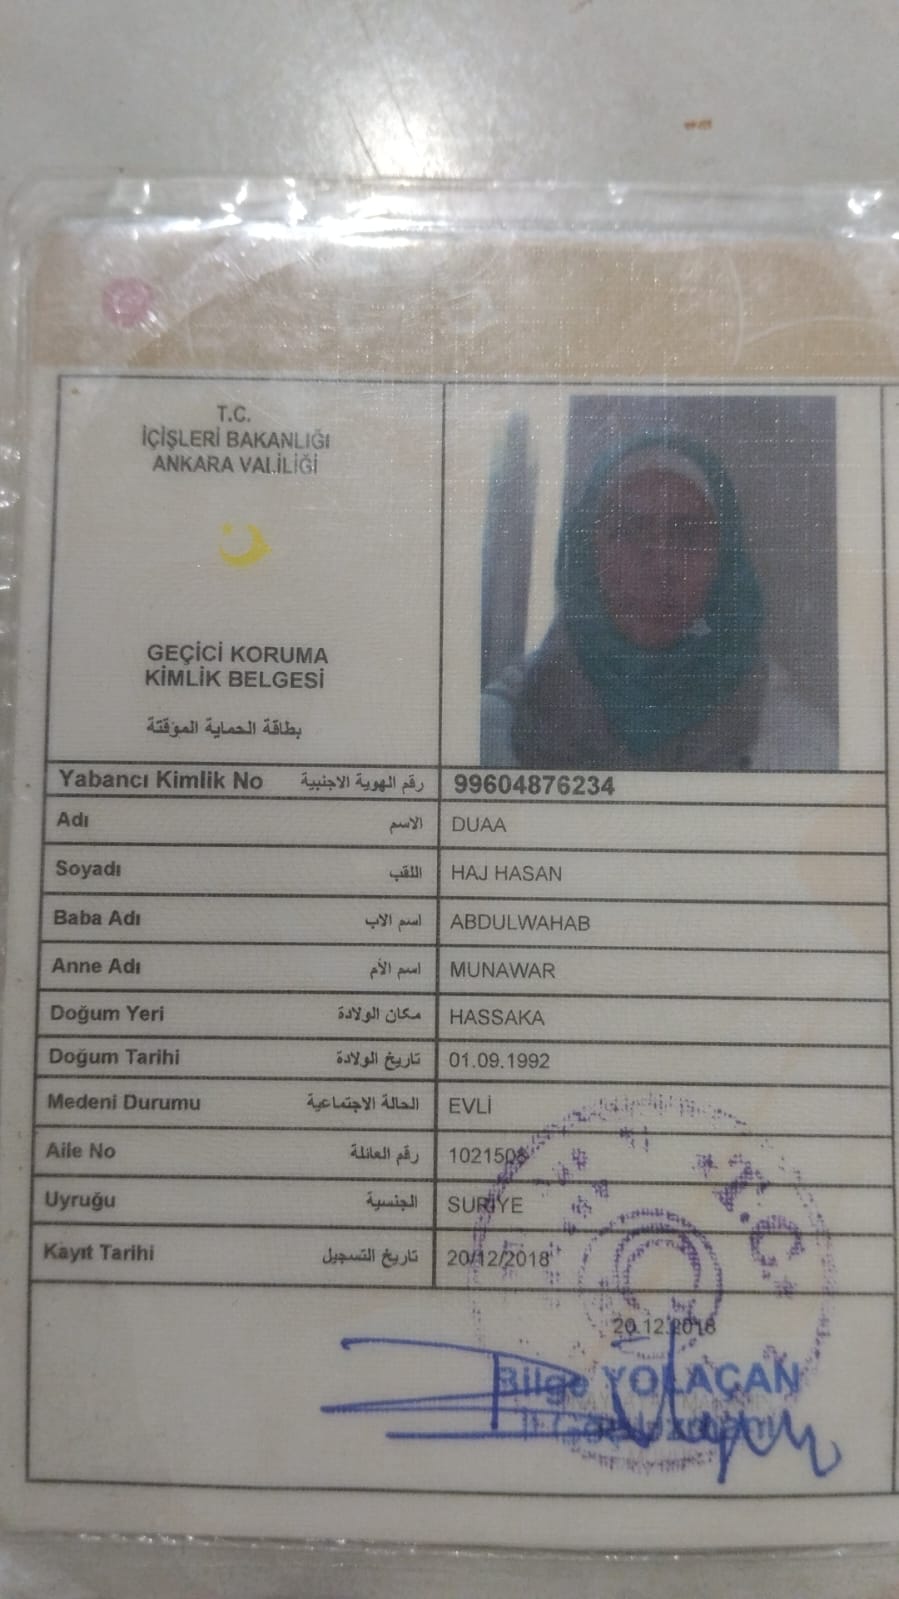 T.C.
İÇİŞLERİ BAKANLIĞI
ANKARA VALİLİĞİ
GEÇİCİ KORUMA
KİMLİK BELGESİ
بطاقة الحماية المؤقتة
Yabancı Kimlik No رقم الهوية الاجنبية 99604876234
Adı الاسم DUAA
Soyadı اللقب HAJ HASAN
Baba Adı اسم الاب ABDULWAHAB
Anne Adı اسم الأم MUNAWAR
Doğum Yeri مكان الولادة HASSAKA
Doğum Tarihi تاريخ الولادة 01.09.1992
Medeni Durumu الحالة الاجتماعية EVLİ
Aile No رقم العائلة
Uyruğu الجنسية SURİYE
Kayıt Tarihi تاريخ التسجيل 20/12/2018
20.12.2018
Bilge YOLAÇAN